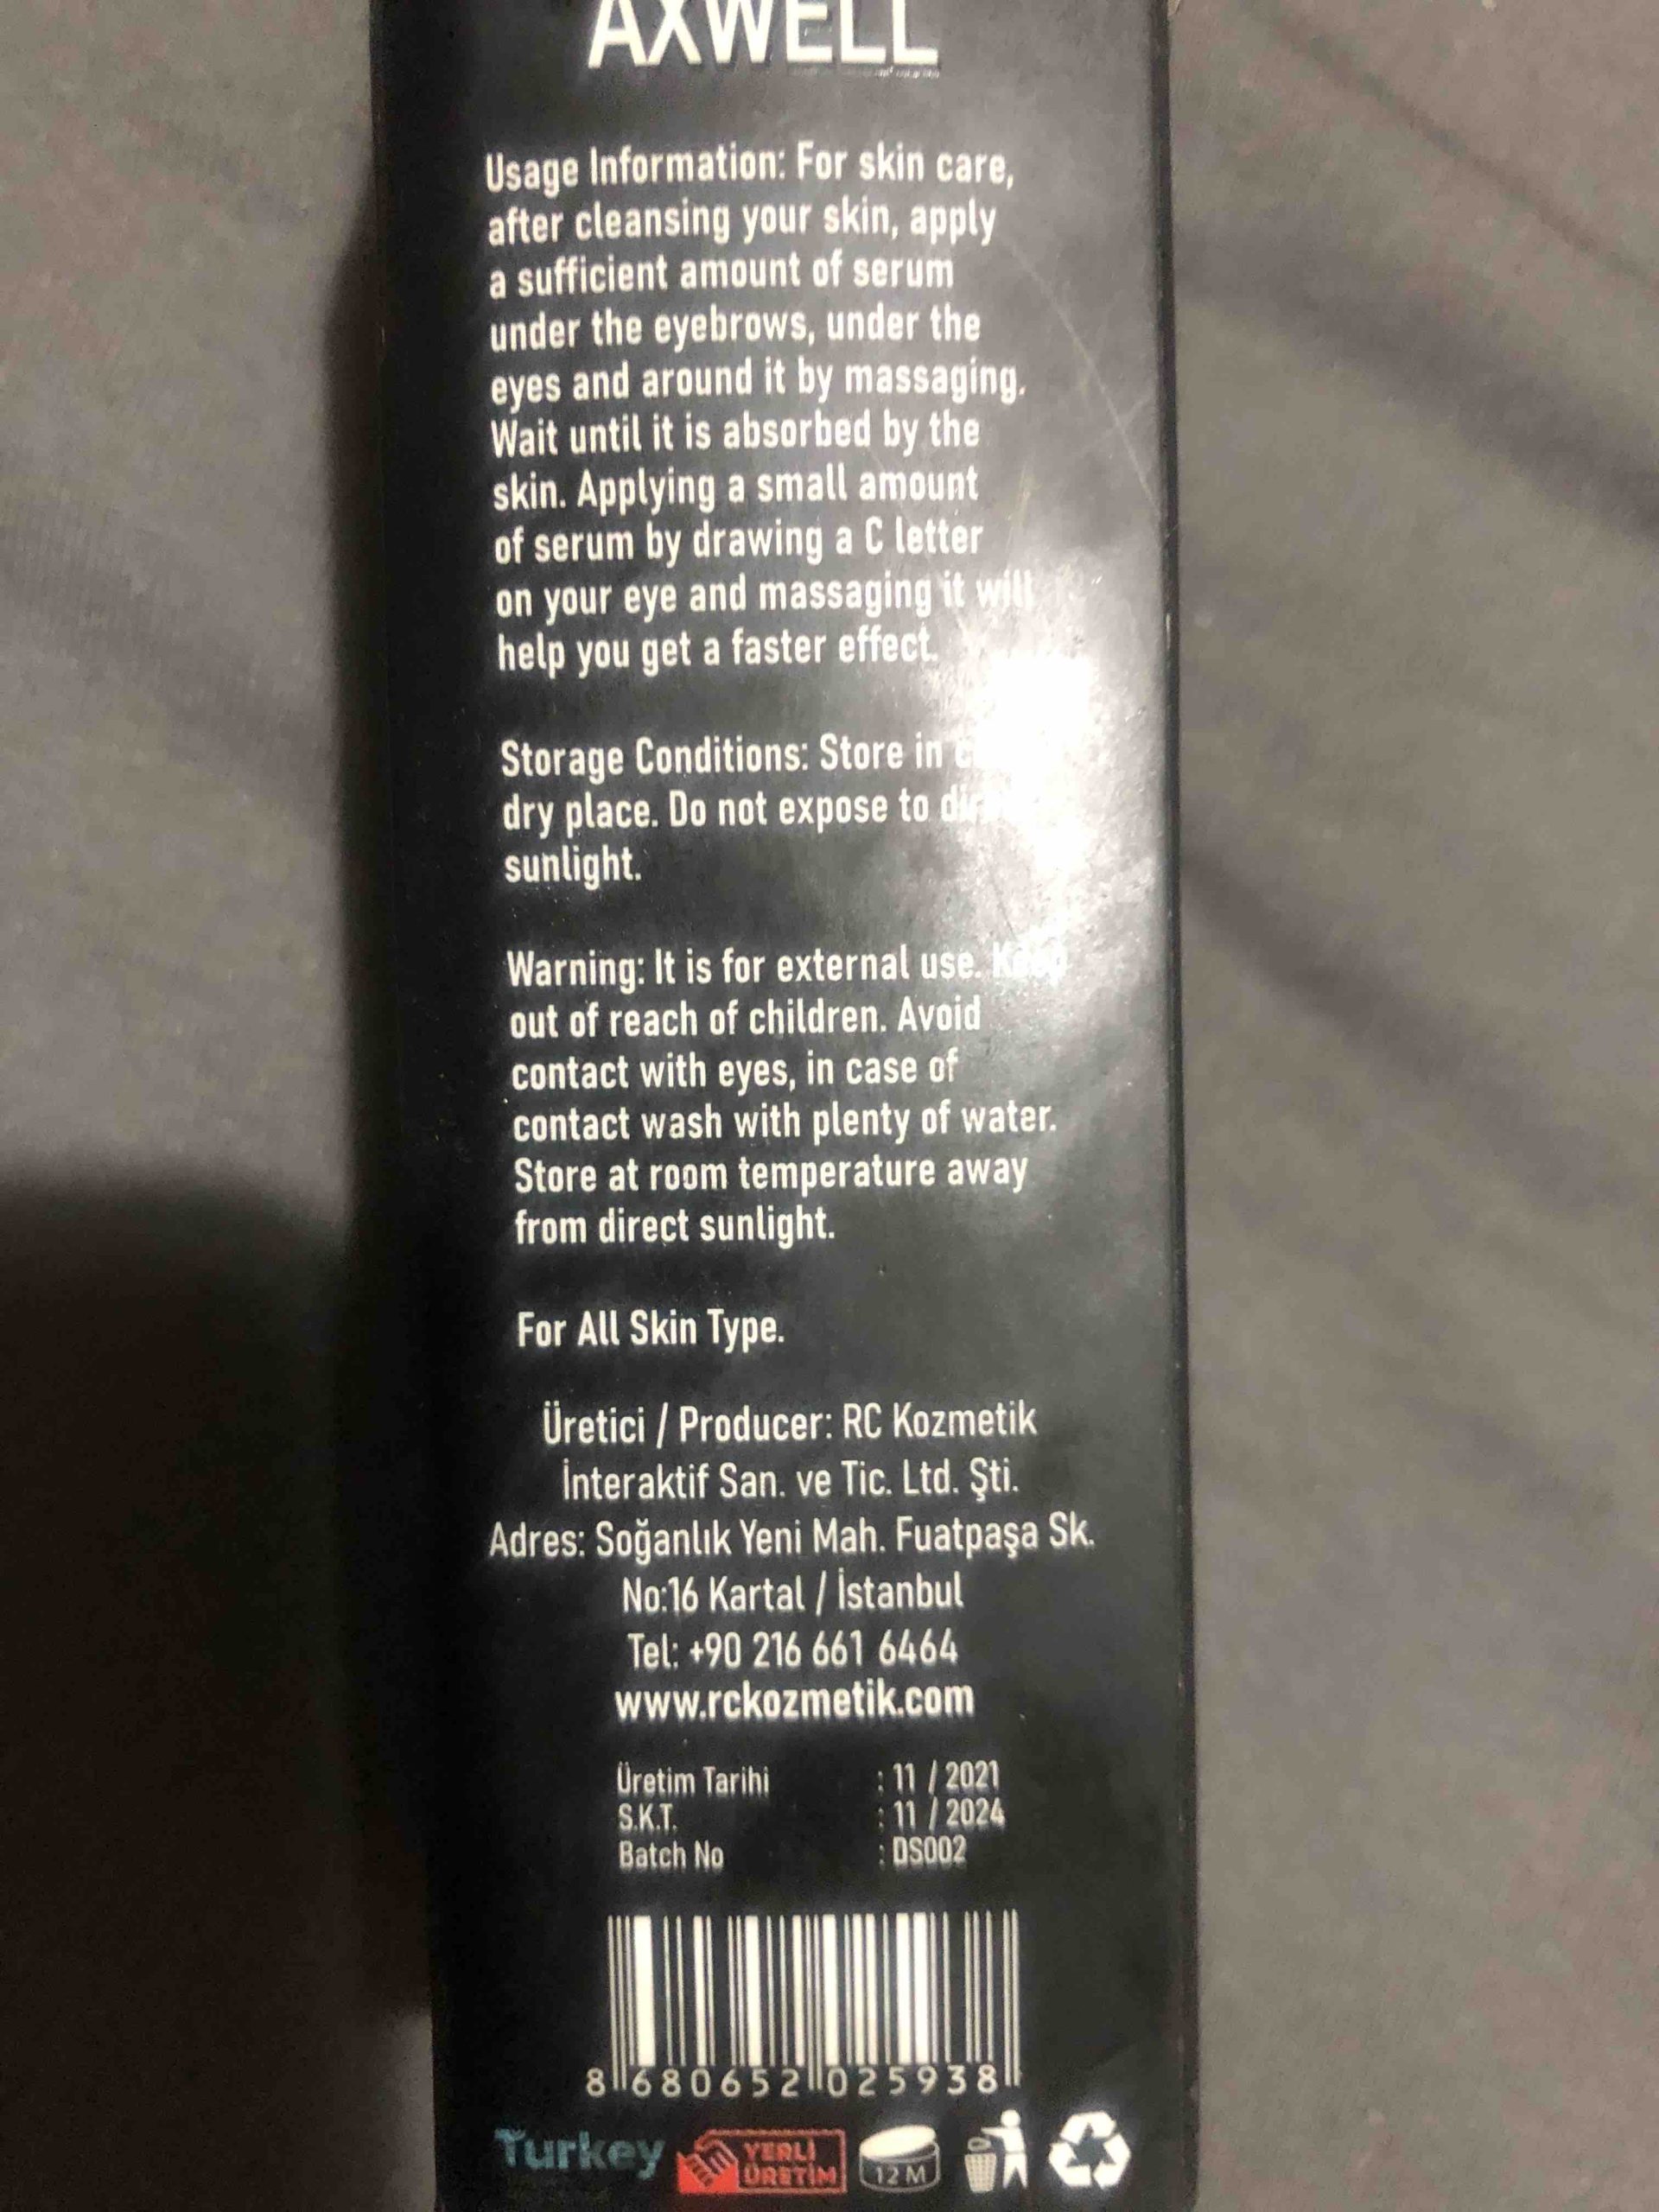 AXWELL
Usage Information: For skin care,
after cleansing your skin, apply
a sufficient amount of serum
under the eyebrows, under the
eyes and around it by massaging.
Wait until it is absorbed by the
skin. Applying a small amount
of serum by drawing a C letter
on your eye and massaging it will
help you get a faster effect.
Storage Conditions: Store in
dry place. Do not expose to
sunlight.
Warning: It is for external use. Keep
out of reach of children. Avoid
contact with eyes, in case of
contact wash with plenty of water.
Store at room temperature away
from direct sunlight.
For All Skin Type.
Üretici / Producer: RC Kozmetik
İnteraktif San. ve Tic. Ltd. Şti.
Adres: Soğanlık Yeni Mah. Fuatpaşa Sk.
No:16 Kartal / İstanbul
Tel: +90 216 661 6464
www.rckozmetik.com
Üretim Tarihi : 11 / 2021
S.K.T. : 11 / 2024
Batch No : DS002
8 680652 025938
Turkey YERLİ ÜRETİM 12 M